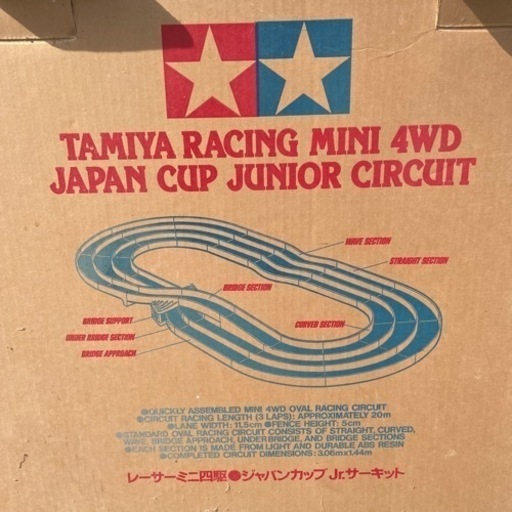 TAMIYA RACING MINI 4WD
JAPAN CUP JUNIOR CIRCUIT
WAVE SECTION
STRAIGHT SECTION
BRIDGE SECTION
BRIDGE SUPPORT
CURVED SECTION
UNDER BRIDGE SECTION
BRIDGE APPROACH
●QUICKLY ASSEMBLED MINI 4WD OVAL RACING CIRCUIT
●CIRCUIT RACING LENGTH (3 LAPS): APPROXIMATELY 20m
●LANE WIDTH: 11.5cm ●FENCE HEIGHT: 5cm
●STANDARD OVAL RACING CIRCUIT CONSISTS OF STRAIGHT, CURVED,
WAVE, BRIDGE APPROACH, UNDER BRIDGE, AND BRIDGE SECTIONS
●EACH SECTION IS MADE FROM LIGHT AND DURABLE ABS RESIN
●COMPLETED CIRCUIT DIMENSIONS: 3.06m×1.44m
レーサーミニ四駆●ジャパンカップJr.サーキット